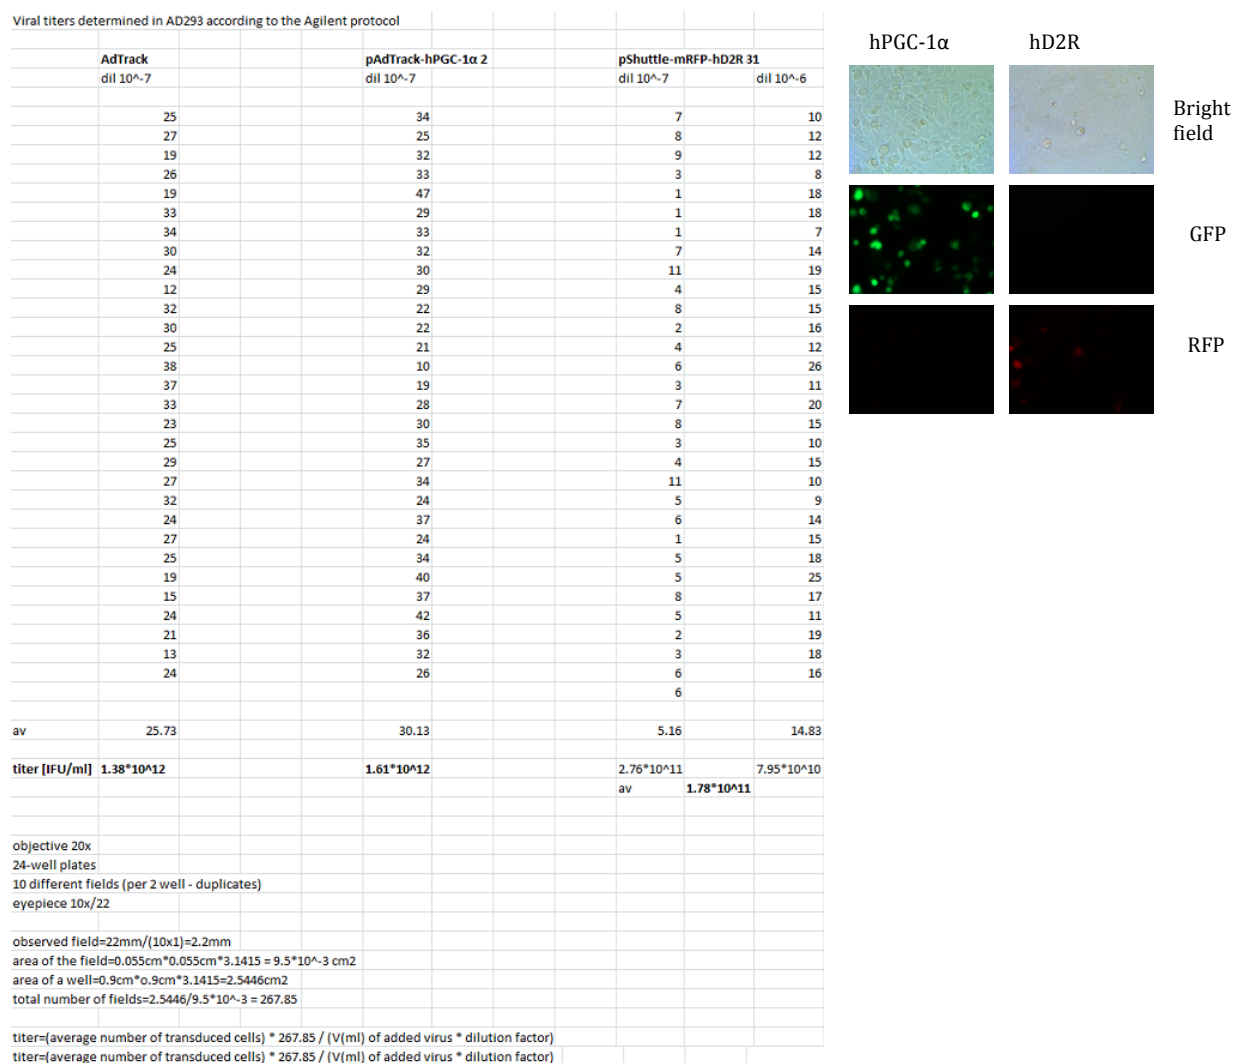 Viral titers determined in AD293 according to the Agilent protocol
hPGC-1α hD2R
AdTrack pAdTrack-hPGC-1α 2 pShuttle-mRFP-hD2R 31
dil 10^-7 dil 10^-7 dil 10^-7 dil 10^-6
Bright
field
GFP
RFP
25 34 7 10
27 25 8 12
19 32 9 12
26 33 3 8
19 47 1 18
33 29 1 18
34 33 1 7
30 32 7 14
24 30 11 19
12 29 4 15
32 22 8 15
30 22 2 16
25 21 4 12
38 10 6 26
37 19 3 11
33 28 7 20
23 30 8 15
25 35 3 10
29 27 4 15
27 34 11 10
32 24 5 9
24 37 6 14
27 24 1 15
25 34 5 18
19 40 5 25
15 37 8 17
24 42 5 11
21 36 2 19
13 32 3 18
24 26 6 16
6
av 25.73 30.13 5.16 14.83
titer [IFU/ml] 1.38*10^12 1.61*10^12 2.76*10^11 7.95*10^10
av 1.78*10^11
objective 20x
24-well plates
10 different fields (per 2 well - duplicates)
eyepiece 10x/22
observed field=22mm/(10x1)=2.2mm
area of the field=0.055cm*0.055cm*3.1415 = 9.5*10^-3 cm2
area of a well=0.9cm*o.9cm*3.1415=2.5446cm2
total number of fields=2.5446/9.5*10^-3 = 267.85
titer=(average number of transduced cells) * 267.85 / (V(ml) of added virus * dilution factor)
titer=(average number of transduced cells) * 267.85 / (V(ml) of added virus * dilution factor)